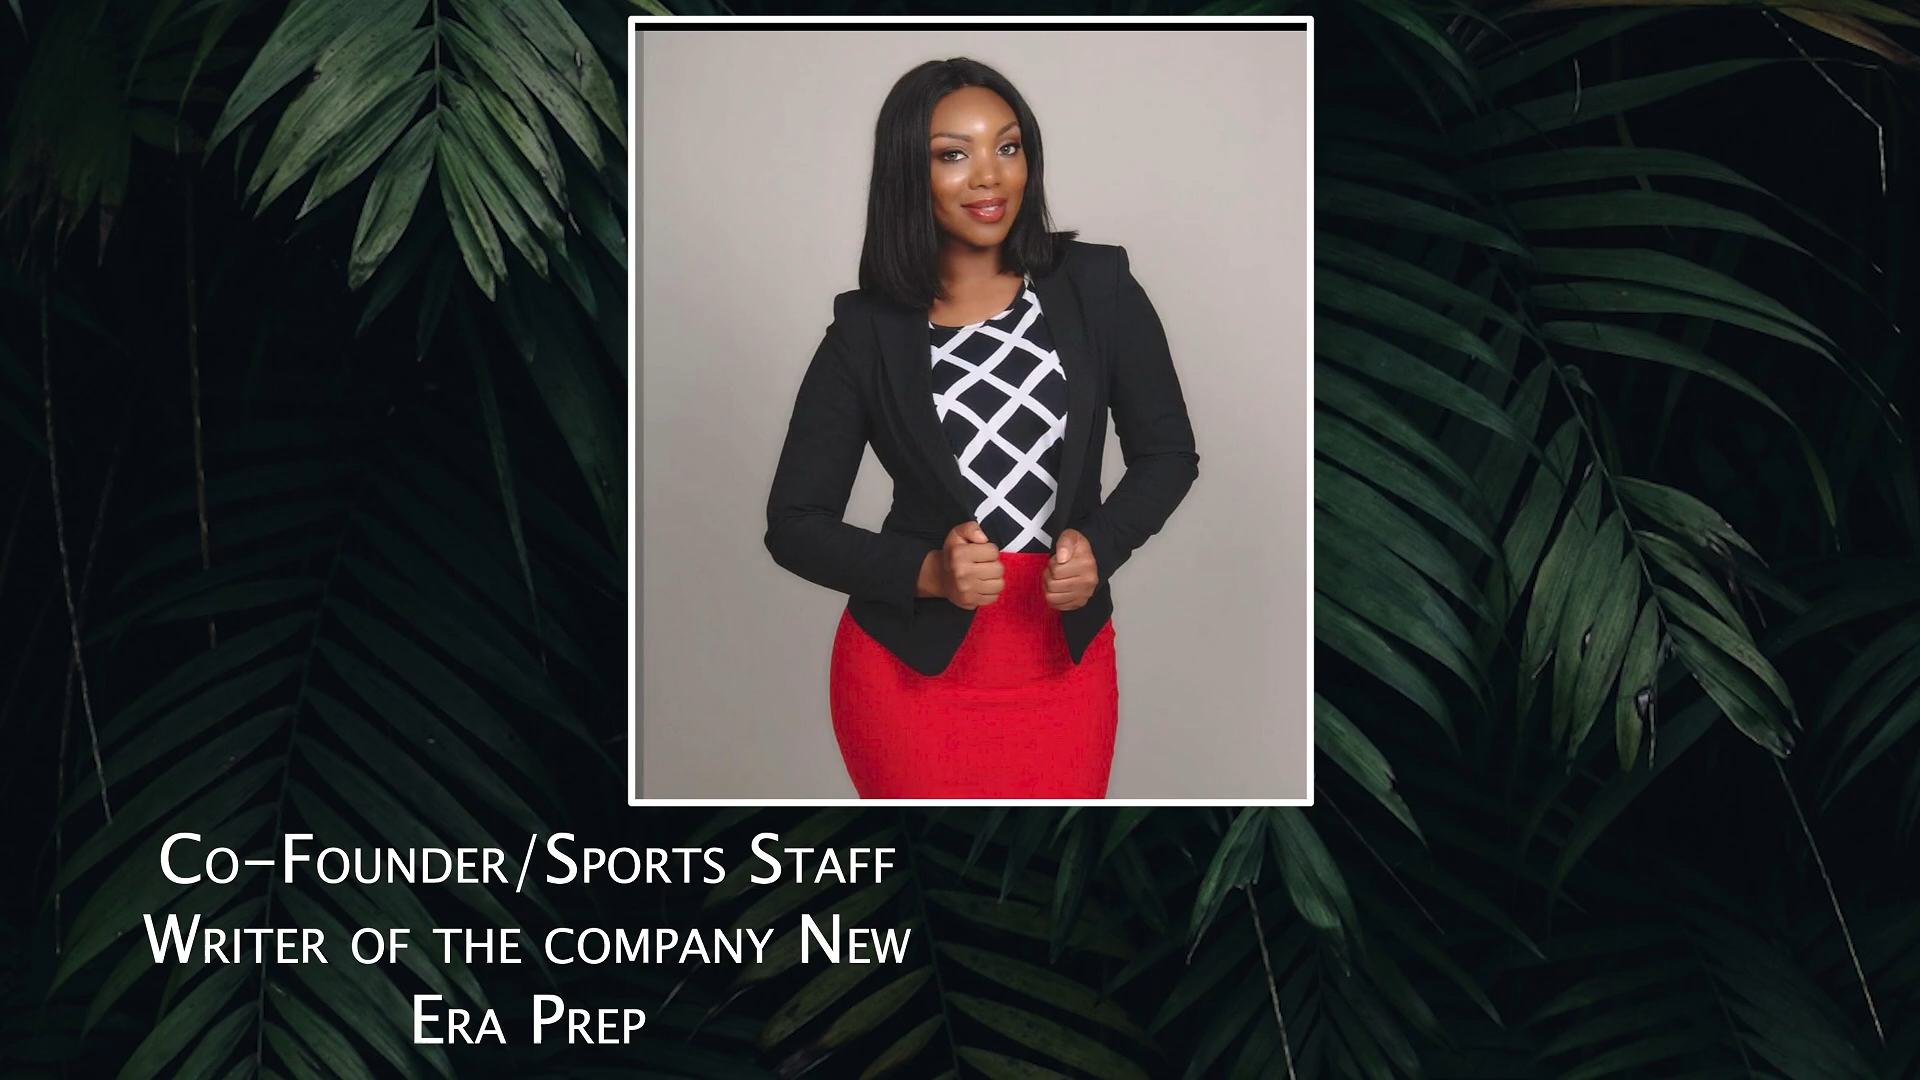 Co-Founder/Sports Staff
Writer of the company New
Era Prep